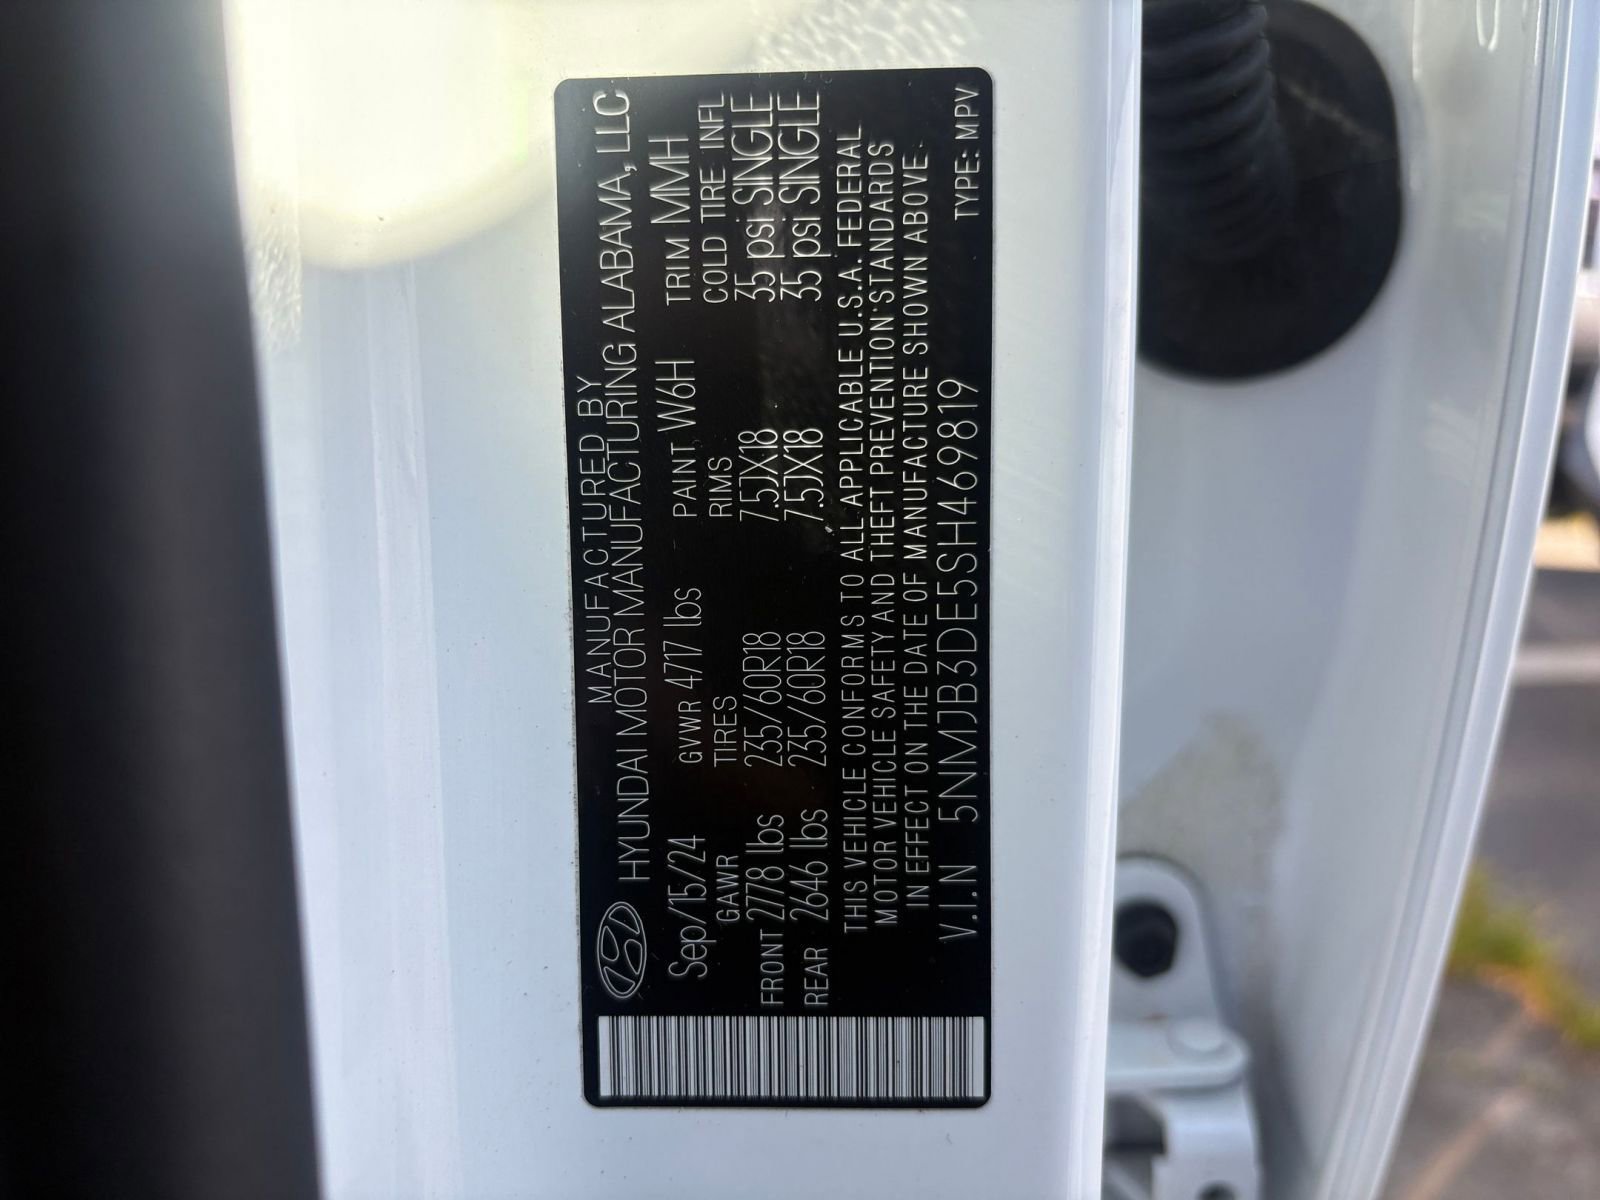 MANUFACTURED BY
HYUNDAI MOTOR MANUFACTURING ALABAMA, LLC
Sep/15/24 GVWR 4717 lbs PAINT W6H TRIM MMH
GAWR TIRES RIMS COLD TIRE INFL
FRONT 2778 lbs 235/60R18 7.5JX18 35 psi SINGLE
REAR 2646 lbs 235/60R18 7.5JX18 35 psi SINGLE
THIS VEHICLE CONFORMS TO ALL APPLICABLE U.S.A. FEDERAL
MOTOR VEHICLE SAFETY AND THEFT PREVENTION STANDARDS
IN EFFECT ON THE DATE OF MANUFACTURE SHOWN ABOVE.
V.I.N 5NMJB3DE5SH469819 TYPE: MPV